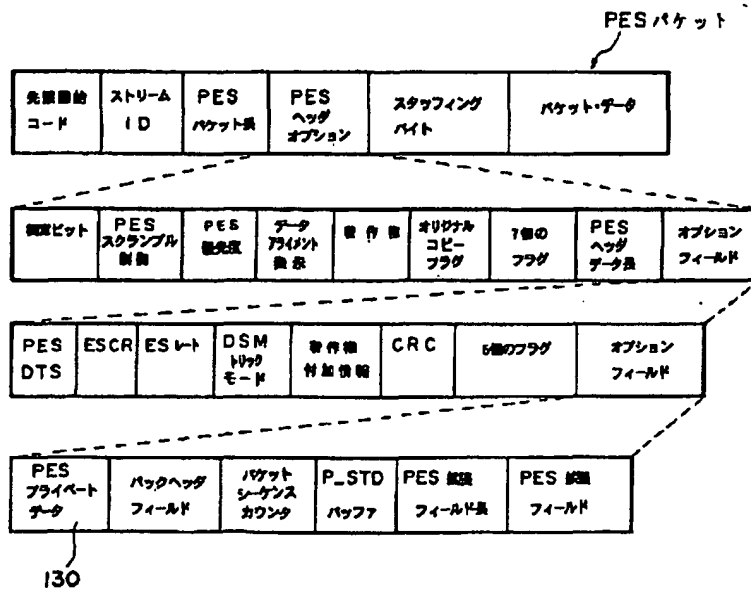 PES パケット
先頭開始
コード
ストリーム
ID
PES
パケット長
PES
ヘッダ
オプション
スタッフィング
バイト
パケット・データ
固定ビット
PES
スクランブル
制御
PES
優先度
データ
アライメント
指示
著作権
オリジナル
コピー
フラグ
7個の
フラグ
PES
ヘッダ
データ長
オプション
フィールド
PES
DTS
ESCR
ESレート
DSM
トリック
モード
著作権
付加情報
CRC
5個のフラグ
オプション
フィールド
PES
プライベート
データ
パックヘッダ
フィールド
パケット
シーケンス
カウンタ
P_STD
バッファ
PES 拡張
フィールド長
PES 拡張
フィールド
130